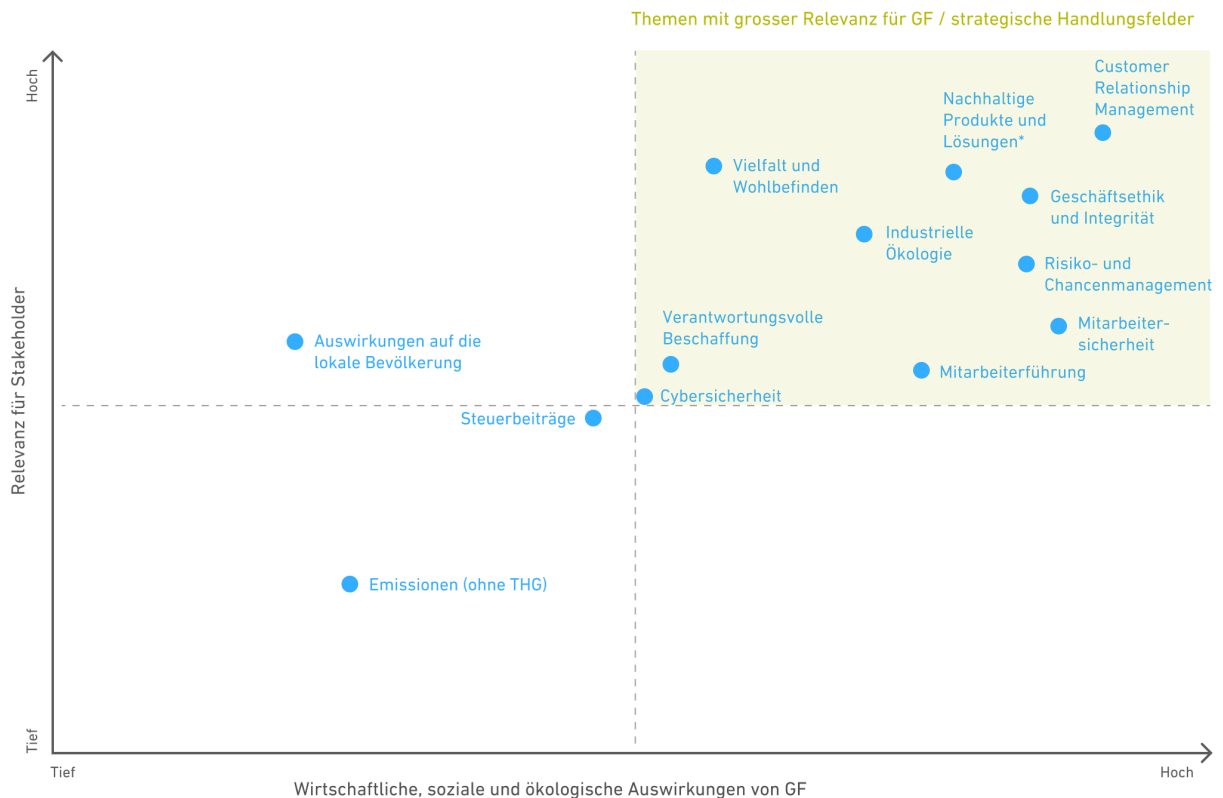 Themen mit grosser Relevanz für GF / strategische Handlungsfelder
Hoch
Customer
Relationship
Management
Nachhaltige
Produkte und
Lösungen*
Vielfalt und
Wohlbefinden
Geschäftsethik
und Integrität
Industrielle
Ökologie
Risiko- und
Chancenmanagement
Verantwortungsvolle
Beschaffung
Mitarbeiter-
sicherheit
Auswirkungen auf die
lokale Bevölkerung
Mitarbeiterführung
Cybersicherheit
Steuerbeiträge
Relevanz für Stakeholder
Emissionen (ohne THG)
Tief
Tief
Hoch
Wirtschaftliche, soziale und ökologische Auswirkungen von GF